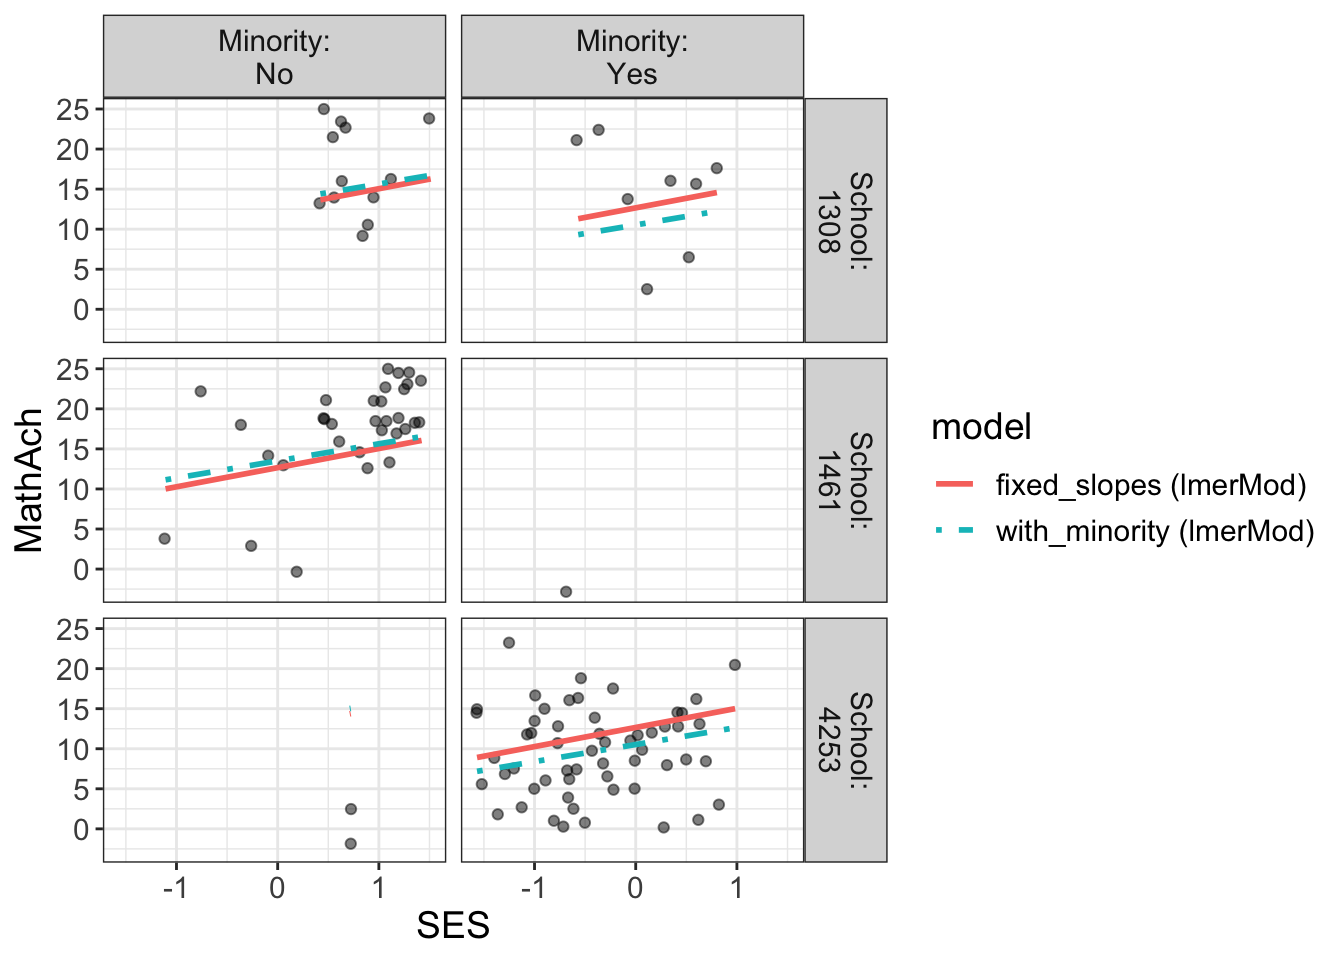 Minority:
No
Minority:
Yes
25
20
15
10
5
0
School:
1308
MathAch
25
20
15
10
5
0
School:
1461
25
20
15
10
5
0
School:
4253
-1
0
1
-1
0
1
SES
model
fixed_slopes (lmerMod)
with_minority (lmerMod)